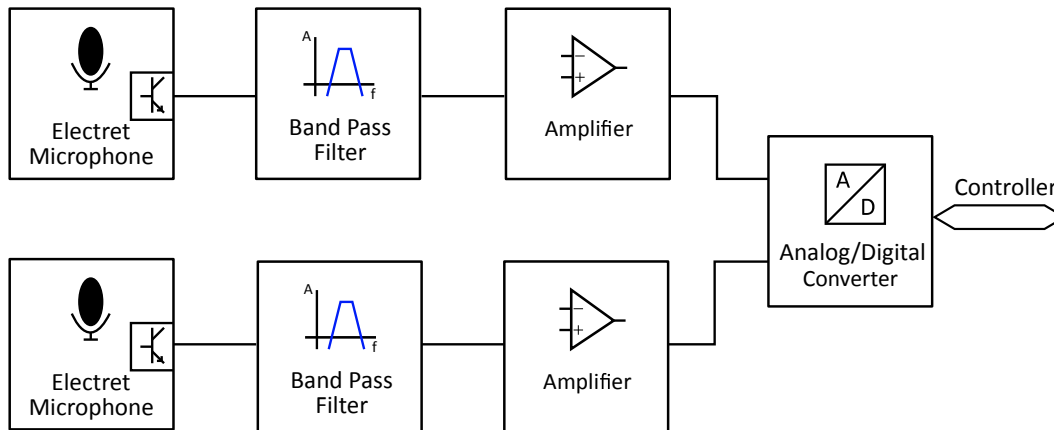 A
f
Electret
Microphone
Band Pass
Filter
−
+
Amplifier
A
D
Analog/Digital
Converter
Controller
Electret
Microphone
A
f
Band Pass
Filter
−
+
Amplifier